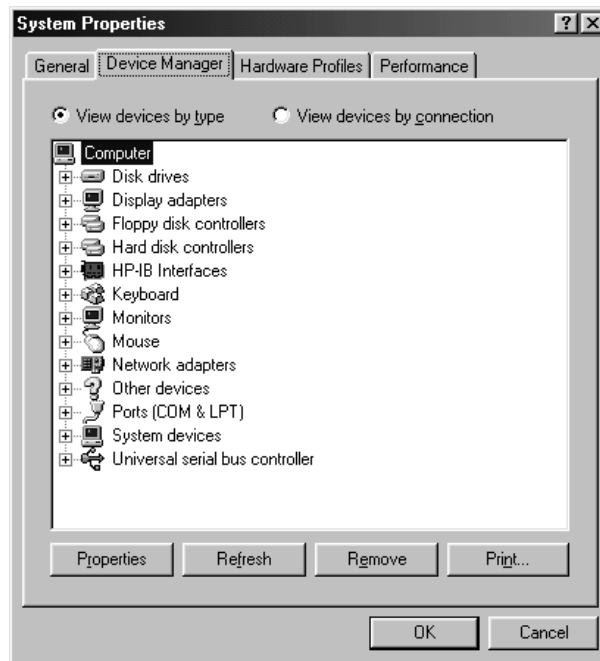 System Properties
General Device Manager Hardware Profiles Performance
View devices by type View devices by connection
Computer
Disk drives
Display adapters
Floppy disk controllers
Hard disk controllers
HP-IB Interfaces
Keyboard
Monitors
Mouse
Network adapters
Other devices
Ports (COM & LPT)
System devices
Universal serial bus controller
Properties Refresh Remove Print...
OK Cancel